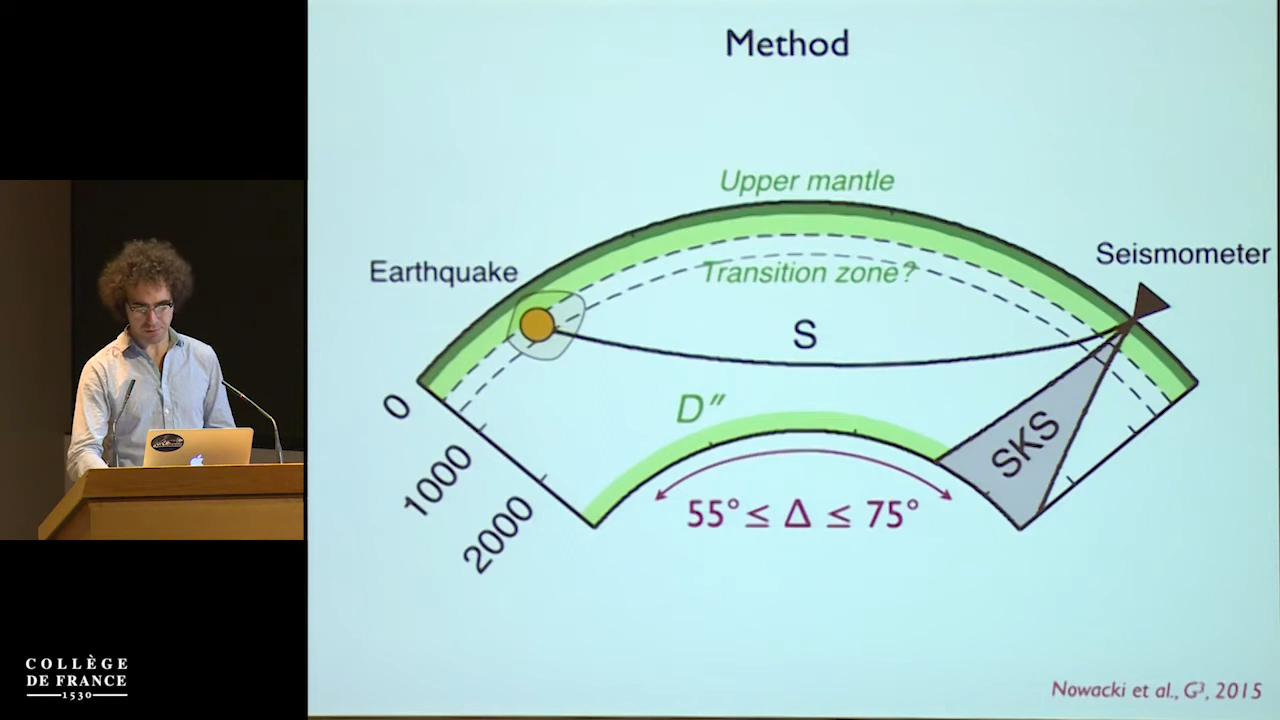 Method
Upper mantle
Earthquake
Transition zone?
Seismometer
S
D″
SKS
0
1000
2000
55° ≤ Δ ≤ 75°
Nowacki et al., G³, 2015
COLLÈGE
DE FRANCE
1530